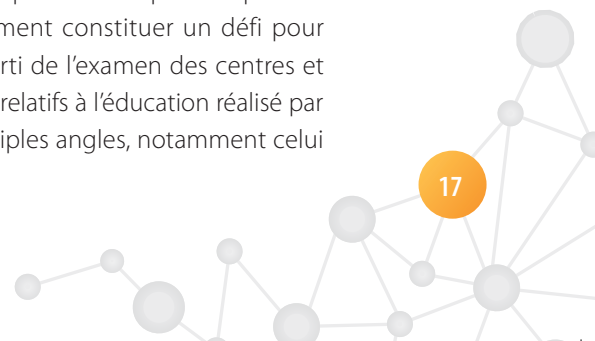 ment constituer un défi pour
rti de l’examen des centres et
relatifs à l’éducation réalisé par
iples angles, notamment celui
17